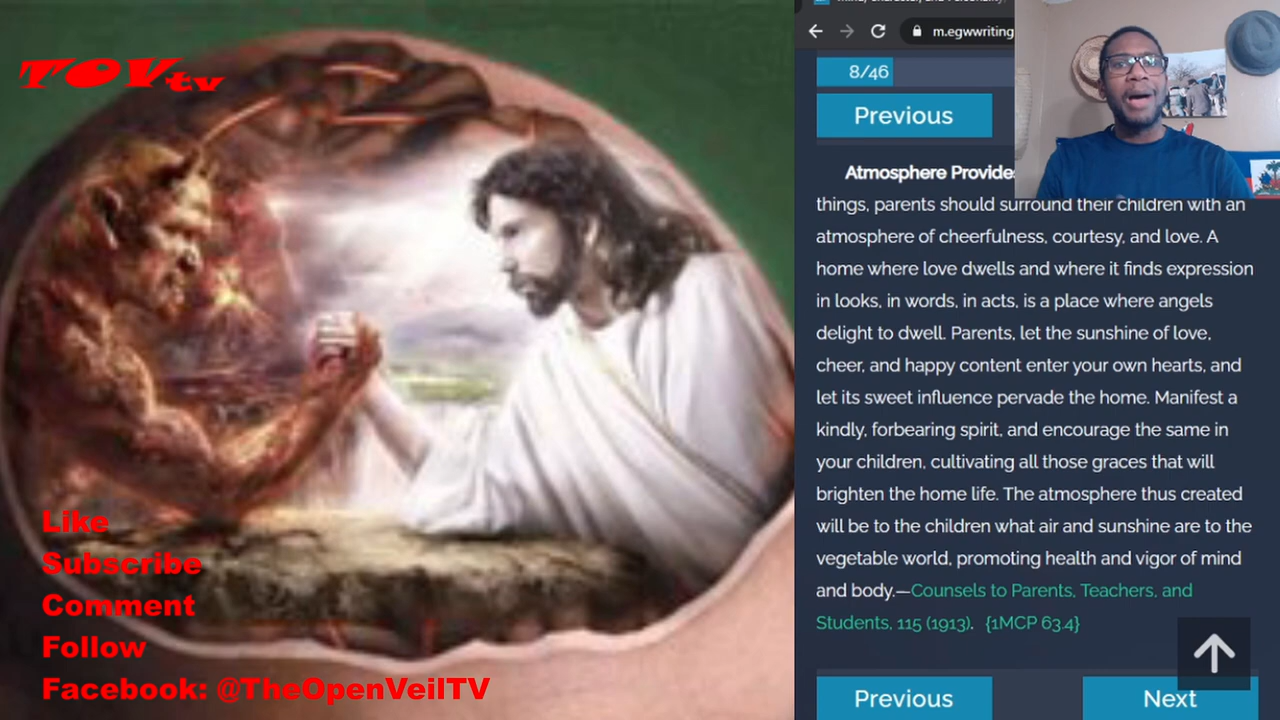 TOV tv
Like
Subscribe
Comment
Follow
Facebook: @TheOpenVeilTV
m.egwwriting
8/46
Previous
Atmosphere Provides
things, parents should surround their children with an
atmosphere of cheerfulness, courtesy, and love. A
home where love dwells and where it finds expression
in looks, in words, in acts, is a place where angels
delight to dwell. Parents, let the sunshine of love,
cheer, and happy content enter your own hearts, and
let its sweet influence pervade the home. Manifest a
kindly, forbearing spirit, and encourage the same in
your children, cultivating all those graces that will
brighten the home life. The atmosphere thus created
will be to the children what air and sunshine are to the
vegetable world, promoting health and vigor of mind
and body.—Counsels to Parents, Teachers, and
Students, 115 (1913). {1MCP 63.4}
Previous
Next